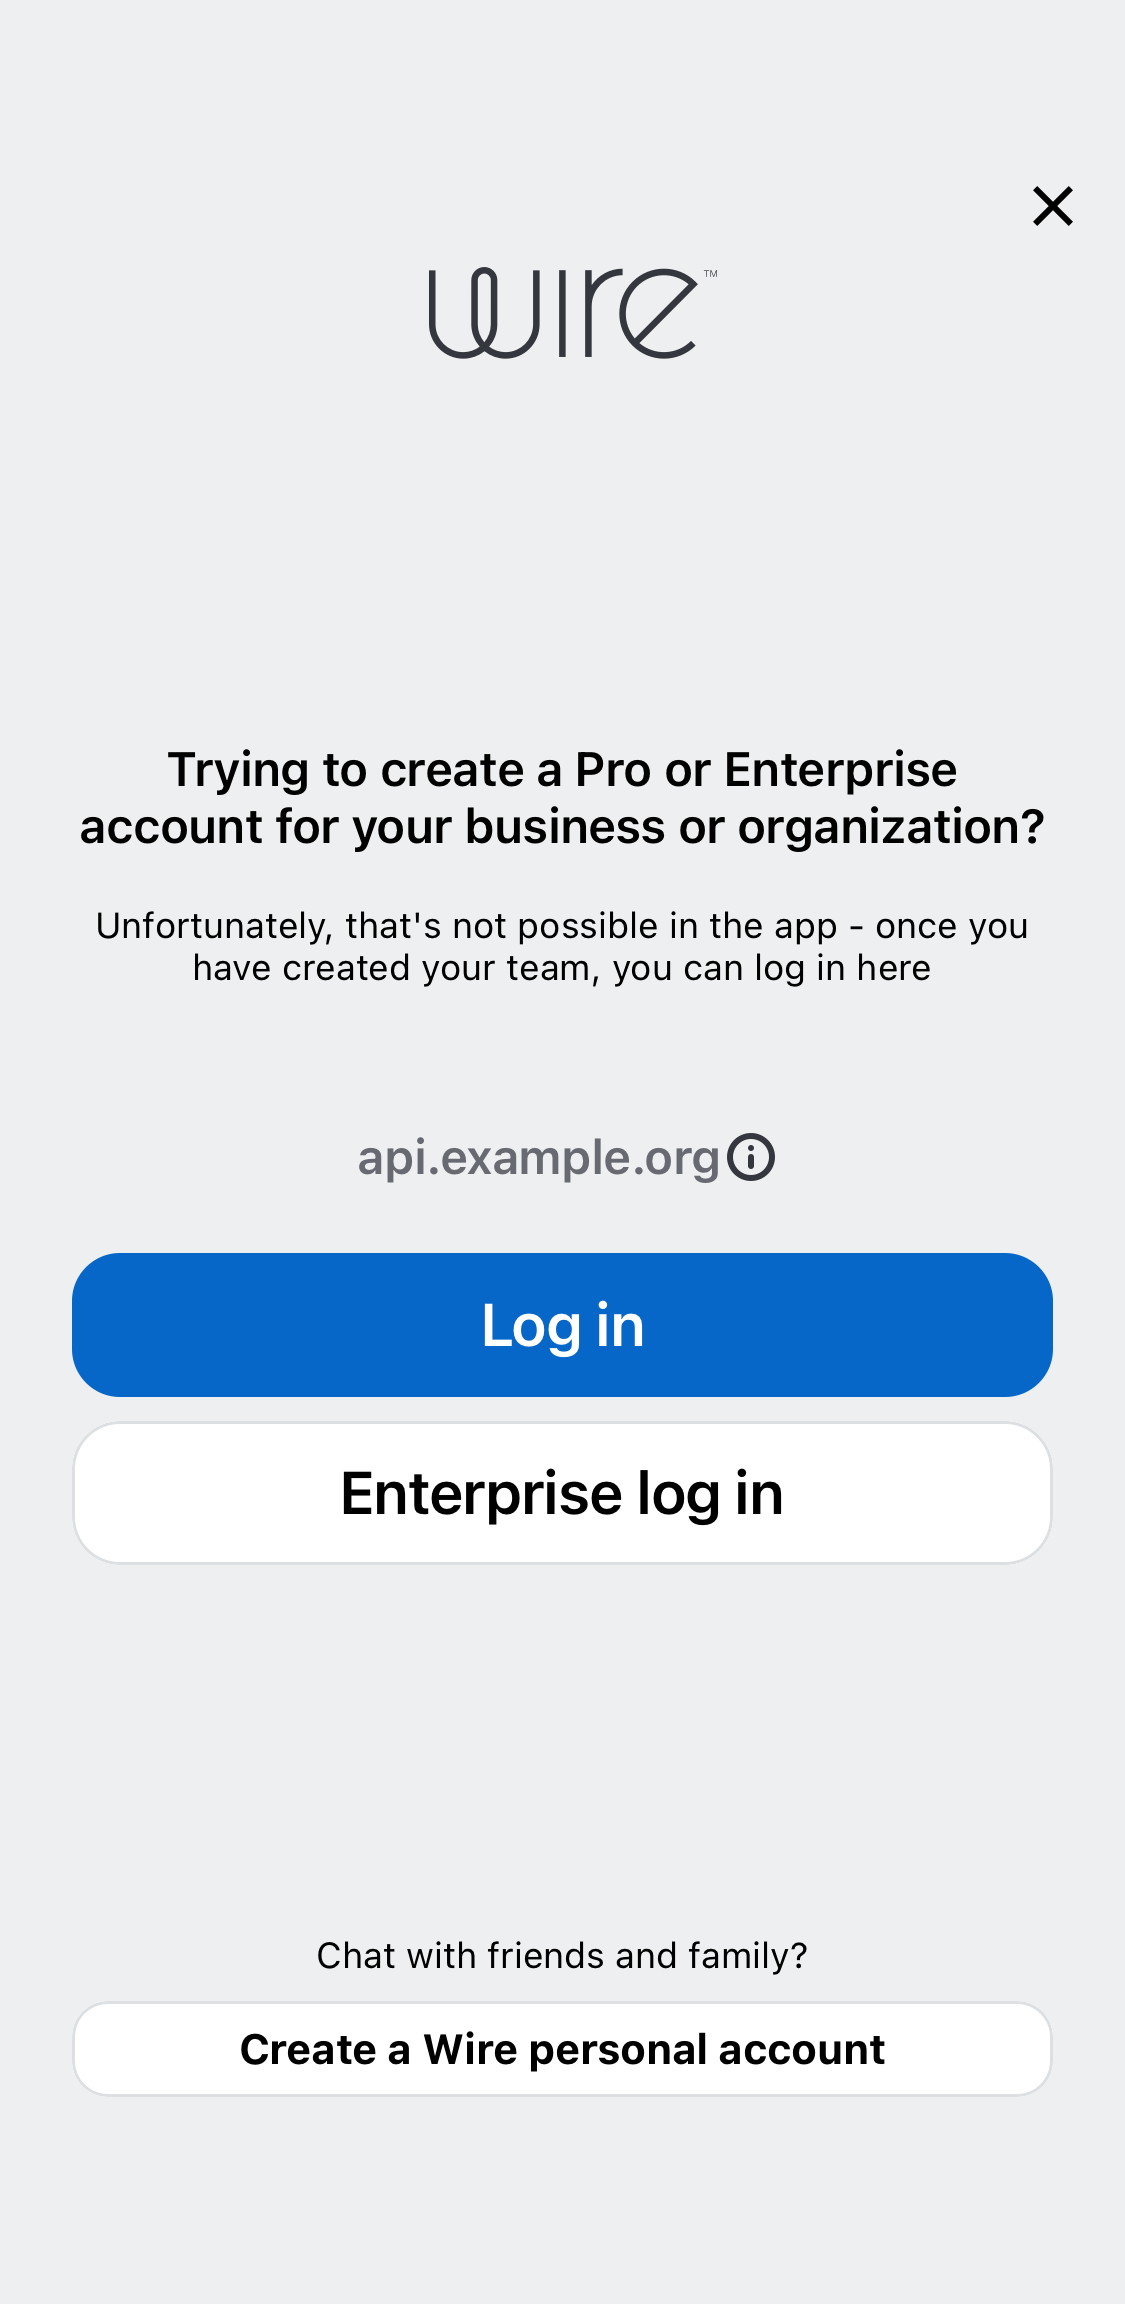 wire™
Trying to create a Pro or Enterprise
account for your business or organization?
Unfortunately, that's not possible in the app - once you
have created your team, you can log in here
api.example.org
Log in
Enterprise log in
Chat with friends and family?
Create a Wire personal account